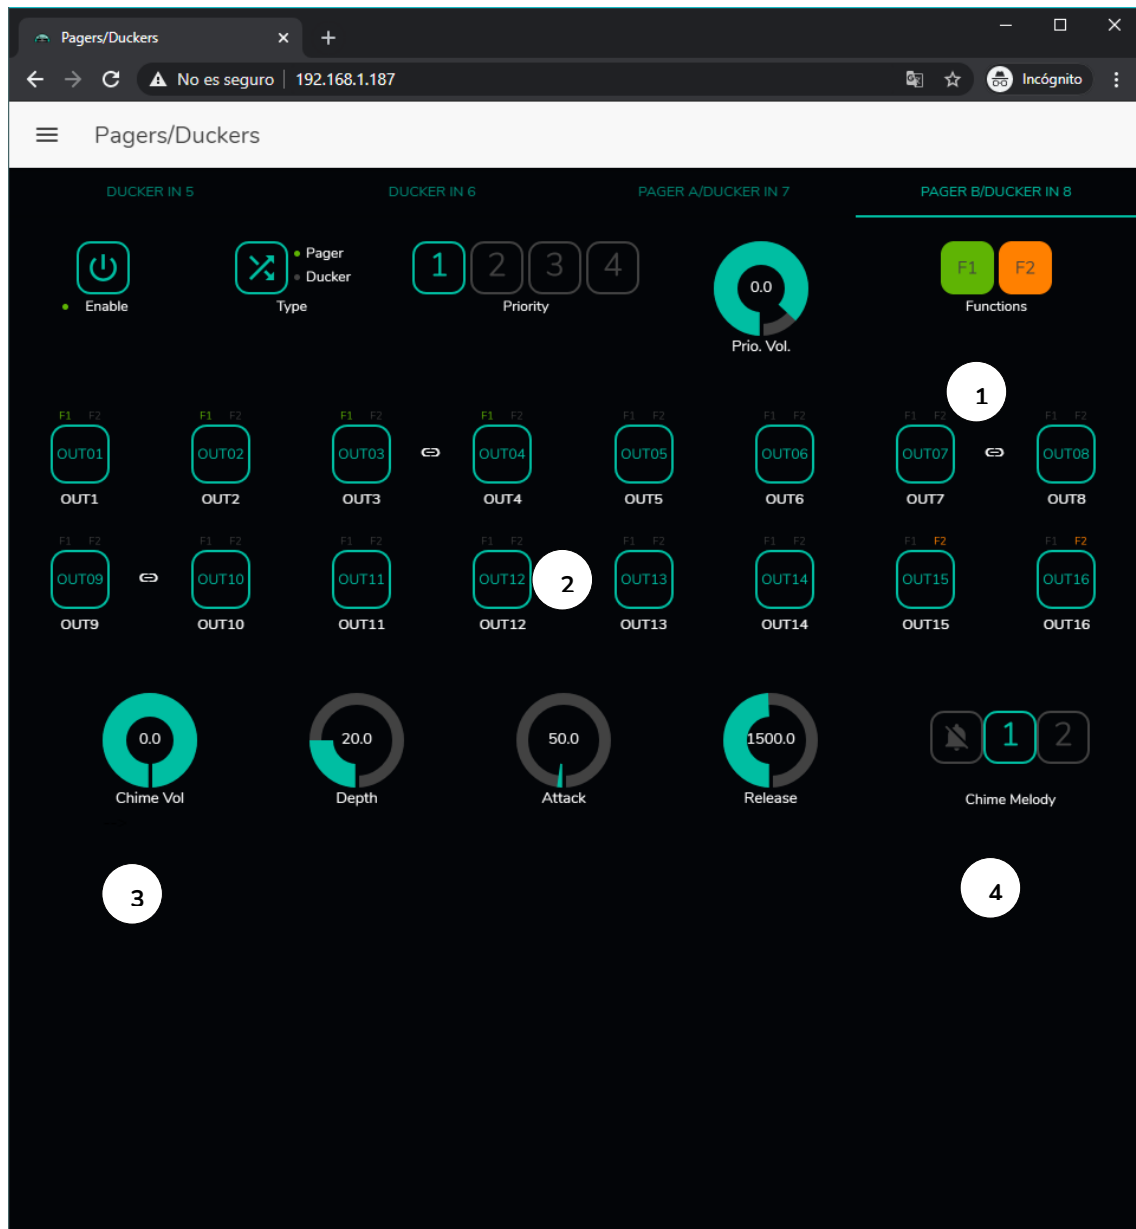 Pagers/Duckers
No es seguro 192.168.1.187 Incógnito
Pagers/Duckers
DUCKER IN 5 DUCKER IN 6 PAGER A/DUCKER IN 7 PAGER B/DUCKER IN 8
Pager
Ducker
1 2 3 4
0.0
F1 F2
Enable Type Priority Functions
Prio. Vol.
1
F1 F2 F1 F2 F1 F2 F1 F2 F1 F2 F1 F2 F1 F2 F1 F2
OUT01 OUT02 OUT03 OUT04 OUT05 OUT06 OUT07 OUT08
OUT1 OUT2 OUT3 OUT4 OUT5 OUT6 OUT7 OUT8
F1 F2 F1 F2 F1 F2 F1 F2 F1 F2 F1 F2 F1 F2 F1 F2
OUT09 OUT10 OUT11 OUT12 2 OUT13 OUT14 OUT15 OUT16
OUT9 OUT10 OUT11 OUT12 OUT13 OUT14 OUT15 OUT16
0.0 20.0 50.0 1500.0 1 2
Chime Vol Depth Attack Release Chime Melody
3 4